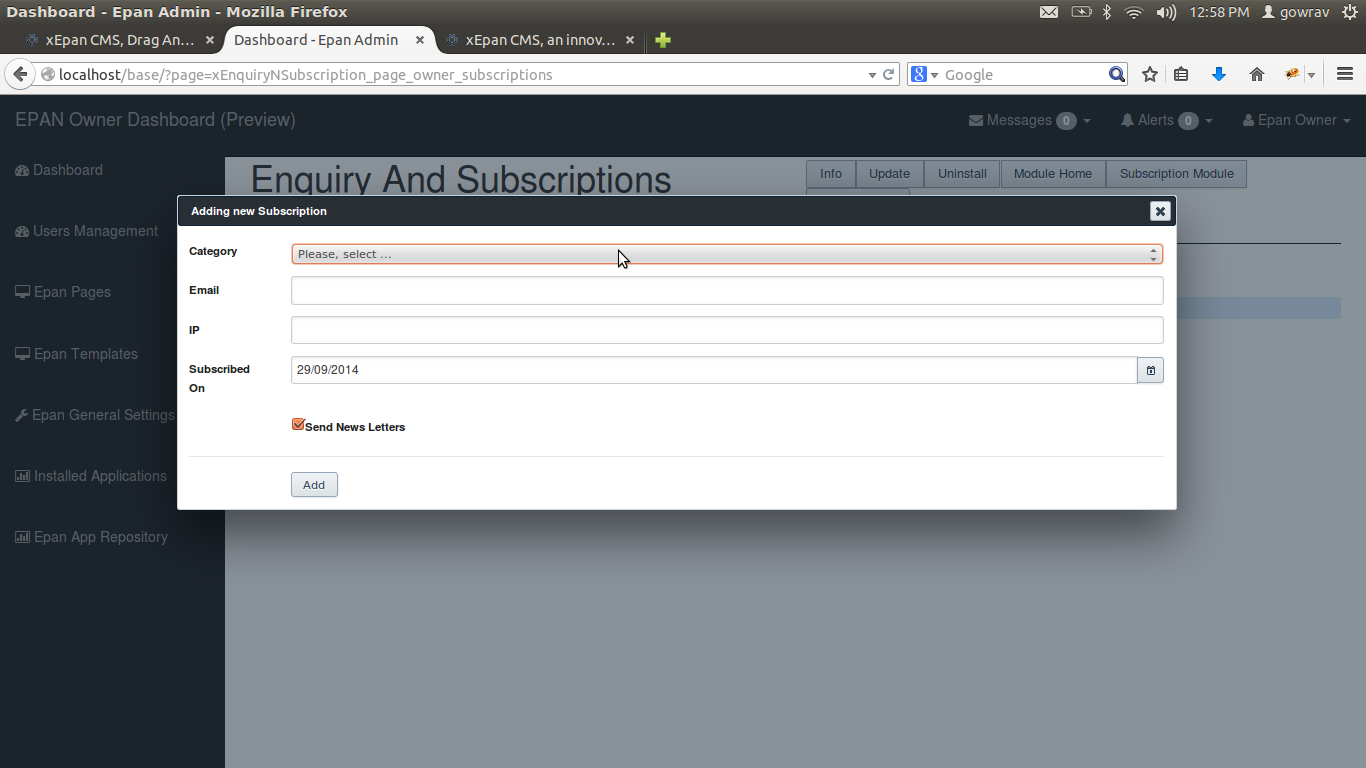 Dashboard - Epan Admin - Mozilla Firefox
12:58 PM
gowrav
xEpan CMS, Drag An...
Dashboard - Epan Admin
xEpan CMS, an innov...
localhost/base/?page=xEnquiryNSubscription_page_owner_subscriptions
8
Google
EPAN Owner Dashboard (Preview)
Messages 0
Alerts 0
Epan Owner
Dashboard
Users Management
Epan Pages
Epan Templates
Epan General Settings
Installed Applications
Epan App Repository
Enquiry And Subscriptions
Info
Update
Uninstall
Module Home
Subscription Module
Adding new Subscription
Category
Please, select ...
Email
IP
Subscribed
On
29/09/2014
Send News Letters
Add